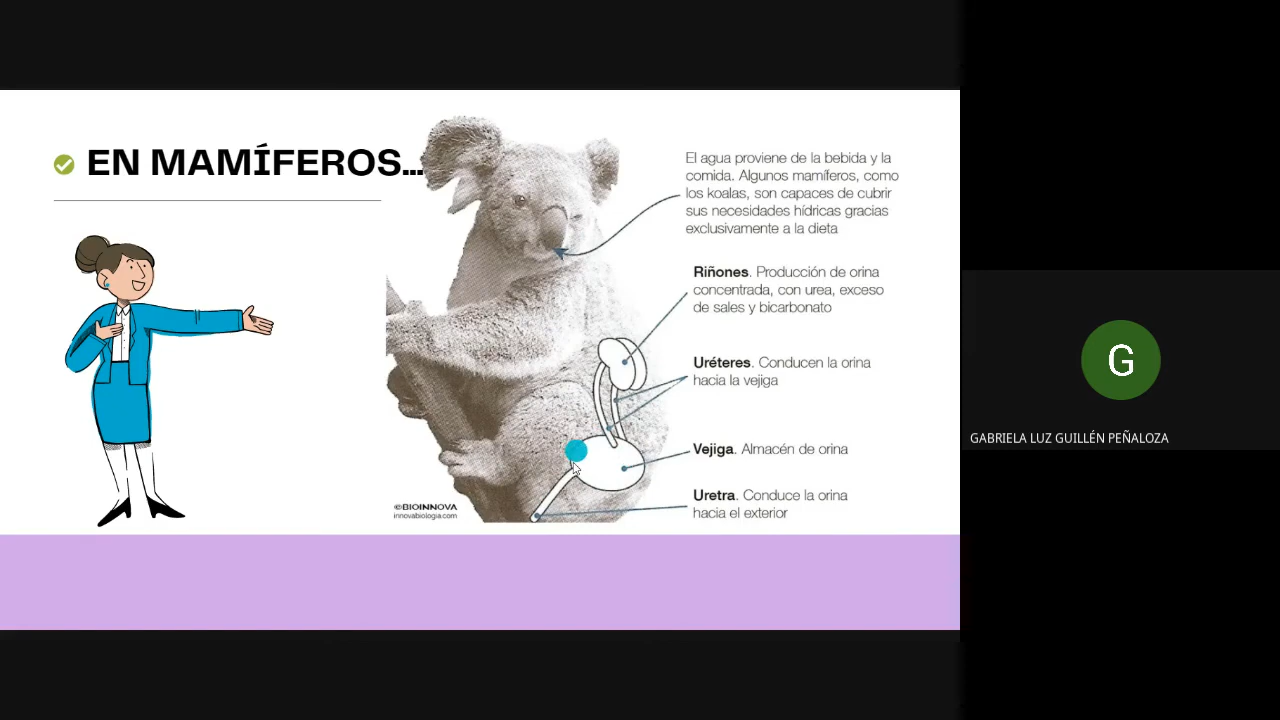 EN MAMÍFEROS...
El agua proviene de la bebida y la
comida. Algunos mamíferos, como
los koalas, son capaces de cubrir
sus necesidades hídricas gracias
exclusivamente a la dieta
Riñones. Producción de orina
concentrada, con urea, exceso
de sales y bicarbonato
Uréteres. Conducen la orina
hacia la vejiga
Vejiga. Almacén de orina
Uretra. Conduce la orina
hacia el exterior
©BIOINNOVA
innovabiologia.com
G
GABRIELA LUZ GUILLÉN PEÑALOZA